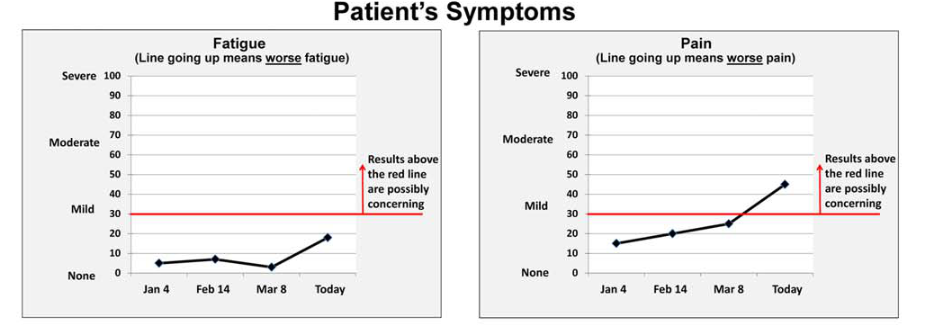 Patient's Symptoms
Fatigue
(Line going up means worse fatigue)
Severe 100
90
80
70
Moderate
60
50
40
Mild
30
20
10
None 0
Jan 4 Feb 14 Mar 8 Today
Results above
the red line
are possibly
concerning
Pain
(Line going up means worse pain)
Severe 100
90
80
70
Moderate
60
50
40
Mild
30
20
10
None 0
Jan 4 Feb 14 Mar 8 Today
Results above
the red line
are possibly
concerning